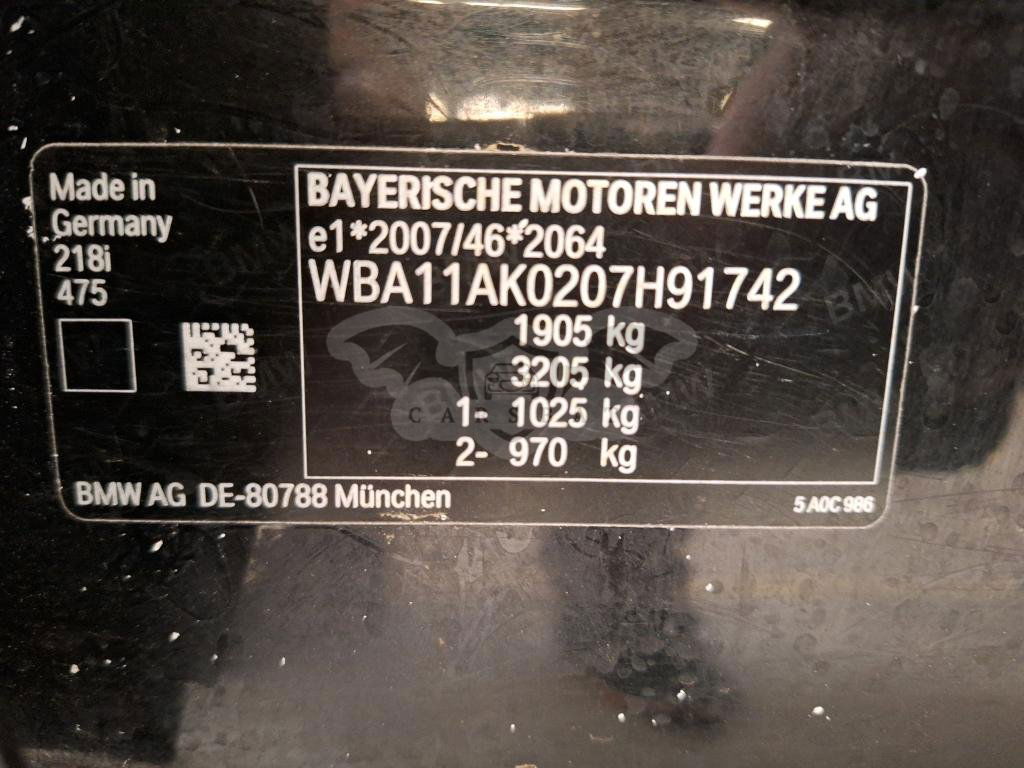 Made in
Germany
218i
475
BAYERISCHE MOTOREN WERKE AG
e1*2007/46*2064
WBA11AK0207H91742
1905 kg
3205 kg
1- 1025 kg
2- 970 kg
BMW AG DE-80788 München
5 A0C 986